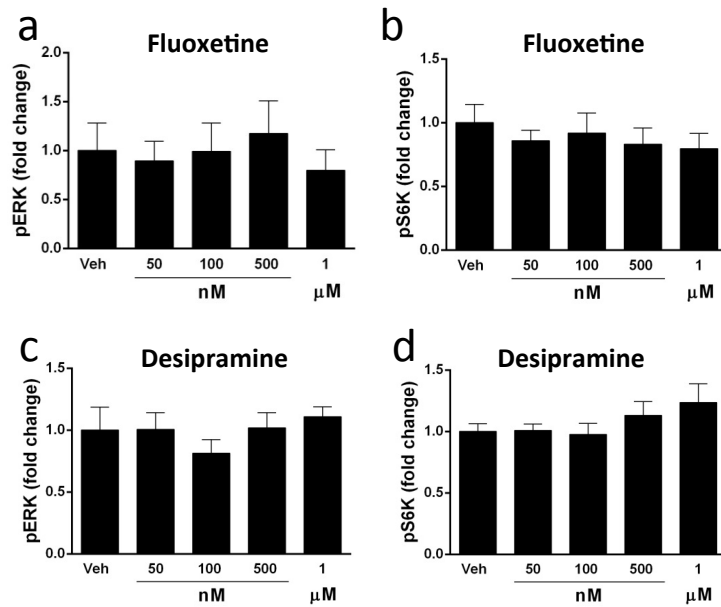 a
Fluoxetine
pERK (fold change)
2.0
1.5
1.0
0.5
0.0
Veh 50 100 500 1
nM μM
b
Fluoxetine
pS6K (fold change)
1.5
1.0
0.5
0.0
Veh 50 100 500 1
nM μM
c
Desipramine
pERK (fold change)
1.5
1.0
0.5
0.0
Veh 50 100 500 1
nM μM
d
Desipramine
pS6K (fold change)
1.5
1.0
0.5
0.0
Veh 50 100 500 1
nM μM